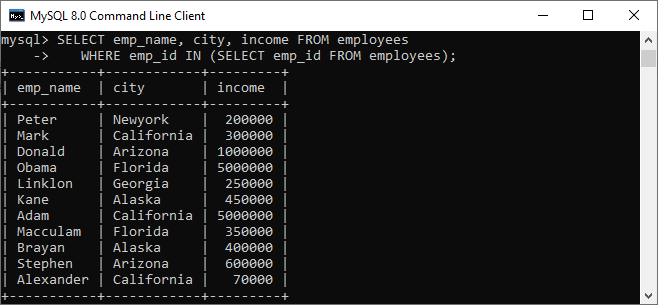 MySQL 8.0 Command Line Client
mysql> SELECT emp_name, city, income FROM employees
    -> WHERE emp_id IN (SELECT emp_id FROM employees);
+-----------+------------+---------+
| emp_name  | city       | income  |
+-----------+------------+---------+
| Peter     | Newyork    |  200000 |
| Mark      | California |  300000 |
| Donald    | Arizona    | 1000000 |
| Obama     | Florida    | 5000000 |
| Linklon   | Georgia    |  250000 |
| Kane      | Alaska     |  450000 |
| Adam      | California | 5000000 |
| Macculam  | Florida    |  350000 |
| Brayan    | Alaska     |  400000 |
| Stephen   | Arizona    |  600000 |
| Alexander | California |   70000 |
+-----------+------------+---------+